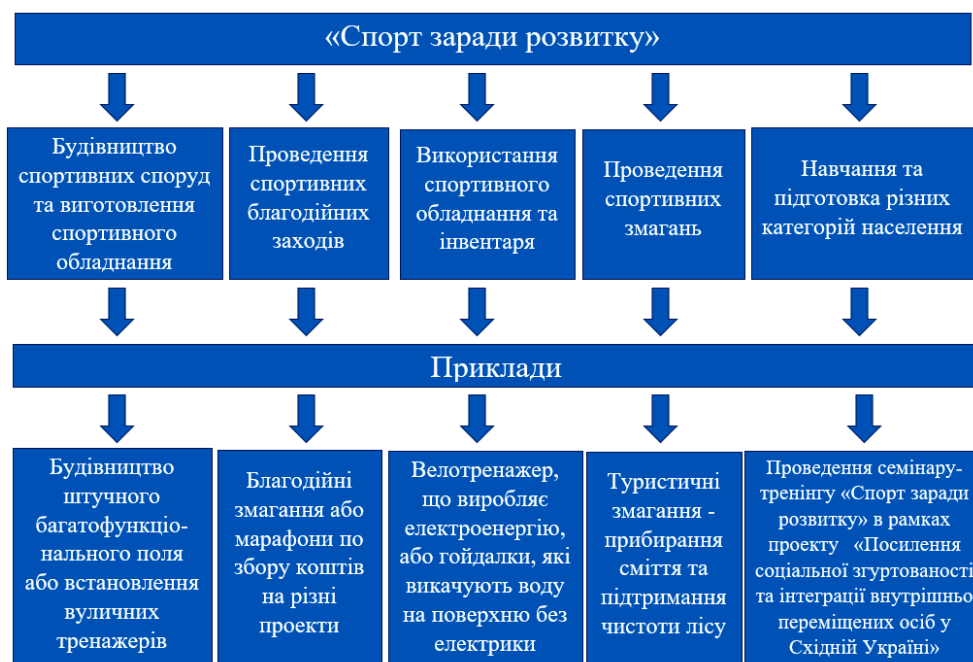 «Спорт заради розвитку»
Будівництво
спортивних споруд
та виготовлення
спортивного
обладнання
Проведення
спортивних
благодійних
заходів
Використання
спортивного
обладнання та
інвентаря
Проведення
спортивних
змагань
Навчання та
підготовка різних
категорій населення
Приклади
Будівництво
штучного
багатофункціо-
нального поля
або встановлення
вуличних
тренажерів
Благодійні
змагання або
марафони по
збору коштів
на різні
проекти
Велотренажер,
що виробляє
електроенергію,
або гойдалки, які
викачують воду
на поверхню без
електрики
Туристичні
змагання -
прибирання
сміття та
підтримання
чистоти лісу
Проведення семінару-
тренінгу «Спорт заради
розвитку» в рамках
проекту «Посилення
соціальної згуртованості
та інтеграції внутрішньо
переміщених осіб у
Східній Україні»